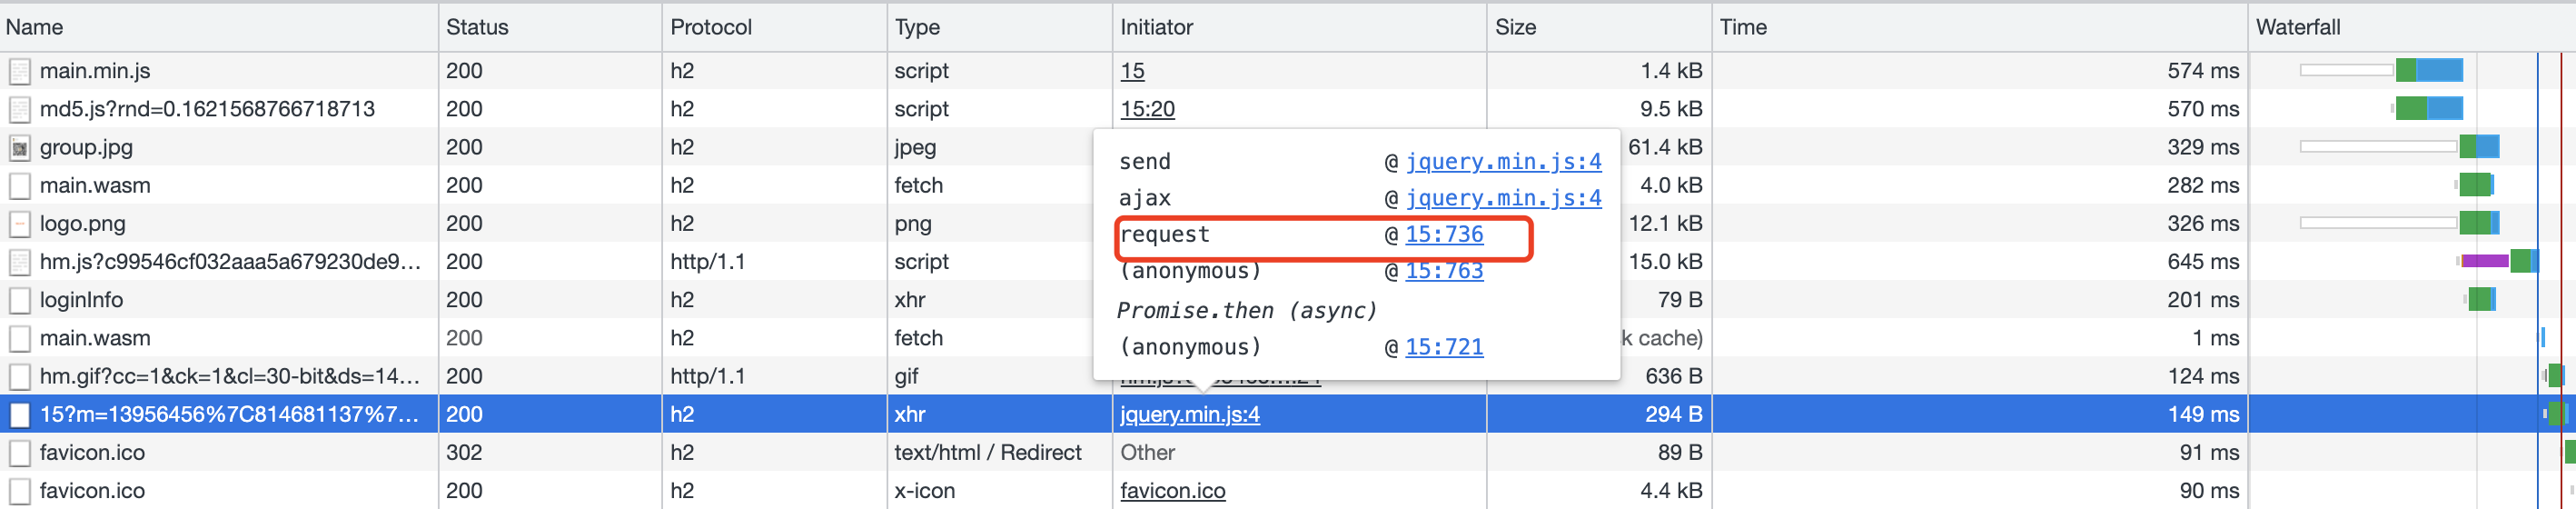 Name Status Protocol Type Initiator Size Time Waterfall
main.min.js 200 h2 script 15 1.4 kB 574 ms
md5.js?rnd=0.1621568766718713 200 h2 script 15:20 9.5 kB 570 ms
group.jpg 200 h2 jpeg 61.4 kB 329 ms
main.wasm 200 h2 fetch 4.0 kB 282 ms
logo.png 200 h2 png 12.1 kB 326 ms
hm.js?c99546cf032aaa5a679230de9... 200 http/1.1 script 15.0 kB 645 ms
loginInfo 200 h2 xhr 79 B 201 ms
main.wasm 200 h2 fetch k cache) 1 ms
hm.gif?cc=1&ck=1&cl=30-bit&ds=14... 200 http/1.1 gif 636 B 124 ms
15?m=13956456%7C814681137%7... 200 h2 xhr jquery.min.js:4 294 B 149 ms
favicon.ico 302 h2 text/html / Redirect Other 89 B 91 ms
favicon.ico 200 h2 x-icon favicon.ico 4.4 kB 90 ms
send @ jquery.min.js:4
ajax @ jquery.min.js:4
request @ 15:736
(anonymous) @ 15:763
Promise.then (async)
(anonymous) @ 15:721